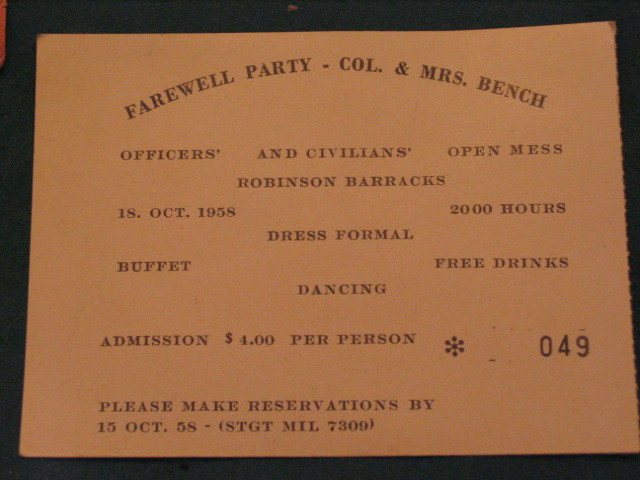 FAREWELL PARTY - COL. & MRS. BENCH
OFFICERS' AND CIVILIANS' OPEN MESS
ROBINSON BARRACKS
18. OCT. 1958 2000 HOURS
DRESS FORMAL
BUFFET FREE DRINKS
DANCING
ADMISSION $4.00 PER PERSON * 049
PLEASE MAKE RESERVATIONS BY
15 OCT. 58 - (STGT MIL 7309)